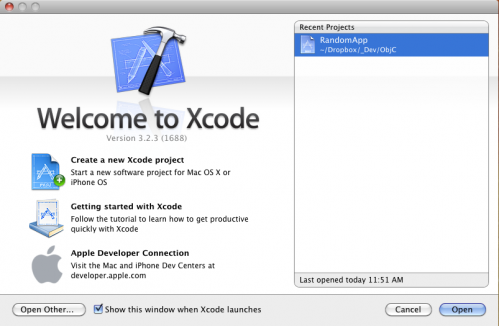 Welcome to Xcode
Version 3.2.3 (1688)
Create a new Xcode project
Start a new software project for Mac OS X or
iPhone OS
Getting started with Xcode
Follow the tutorial to learn how to get productive
quickly with Xcode
Apple Developer Connection
Visit the Mac and iPhone Dev Centers at
developer.apple.com
Recent Projects
RandomApp
~/Dropbox/_Dev/ObjC
Last opened today 11:51 AM
Open Other...
Show this window when Xcode launches
Cancel
Open